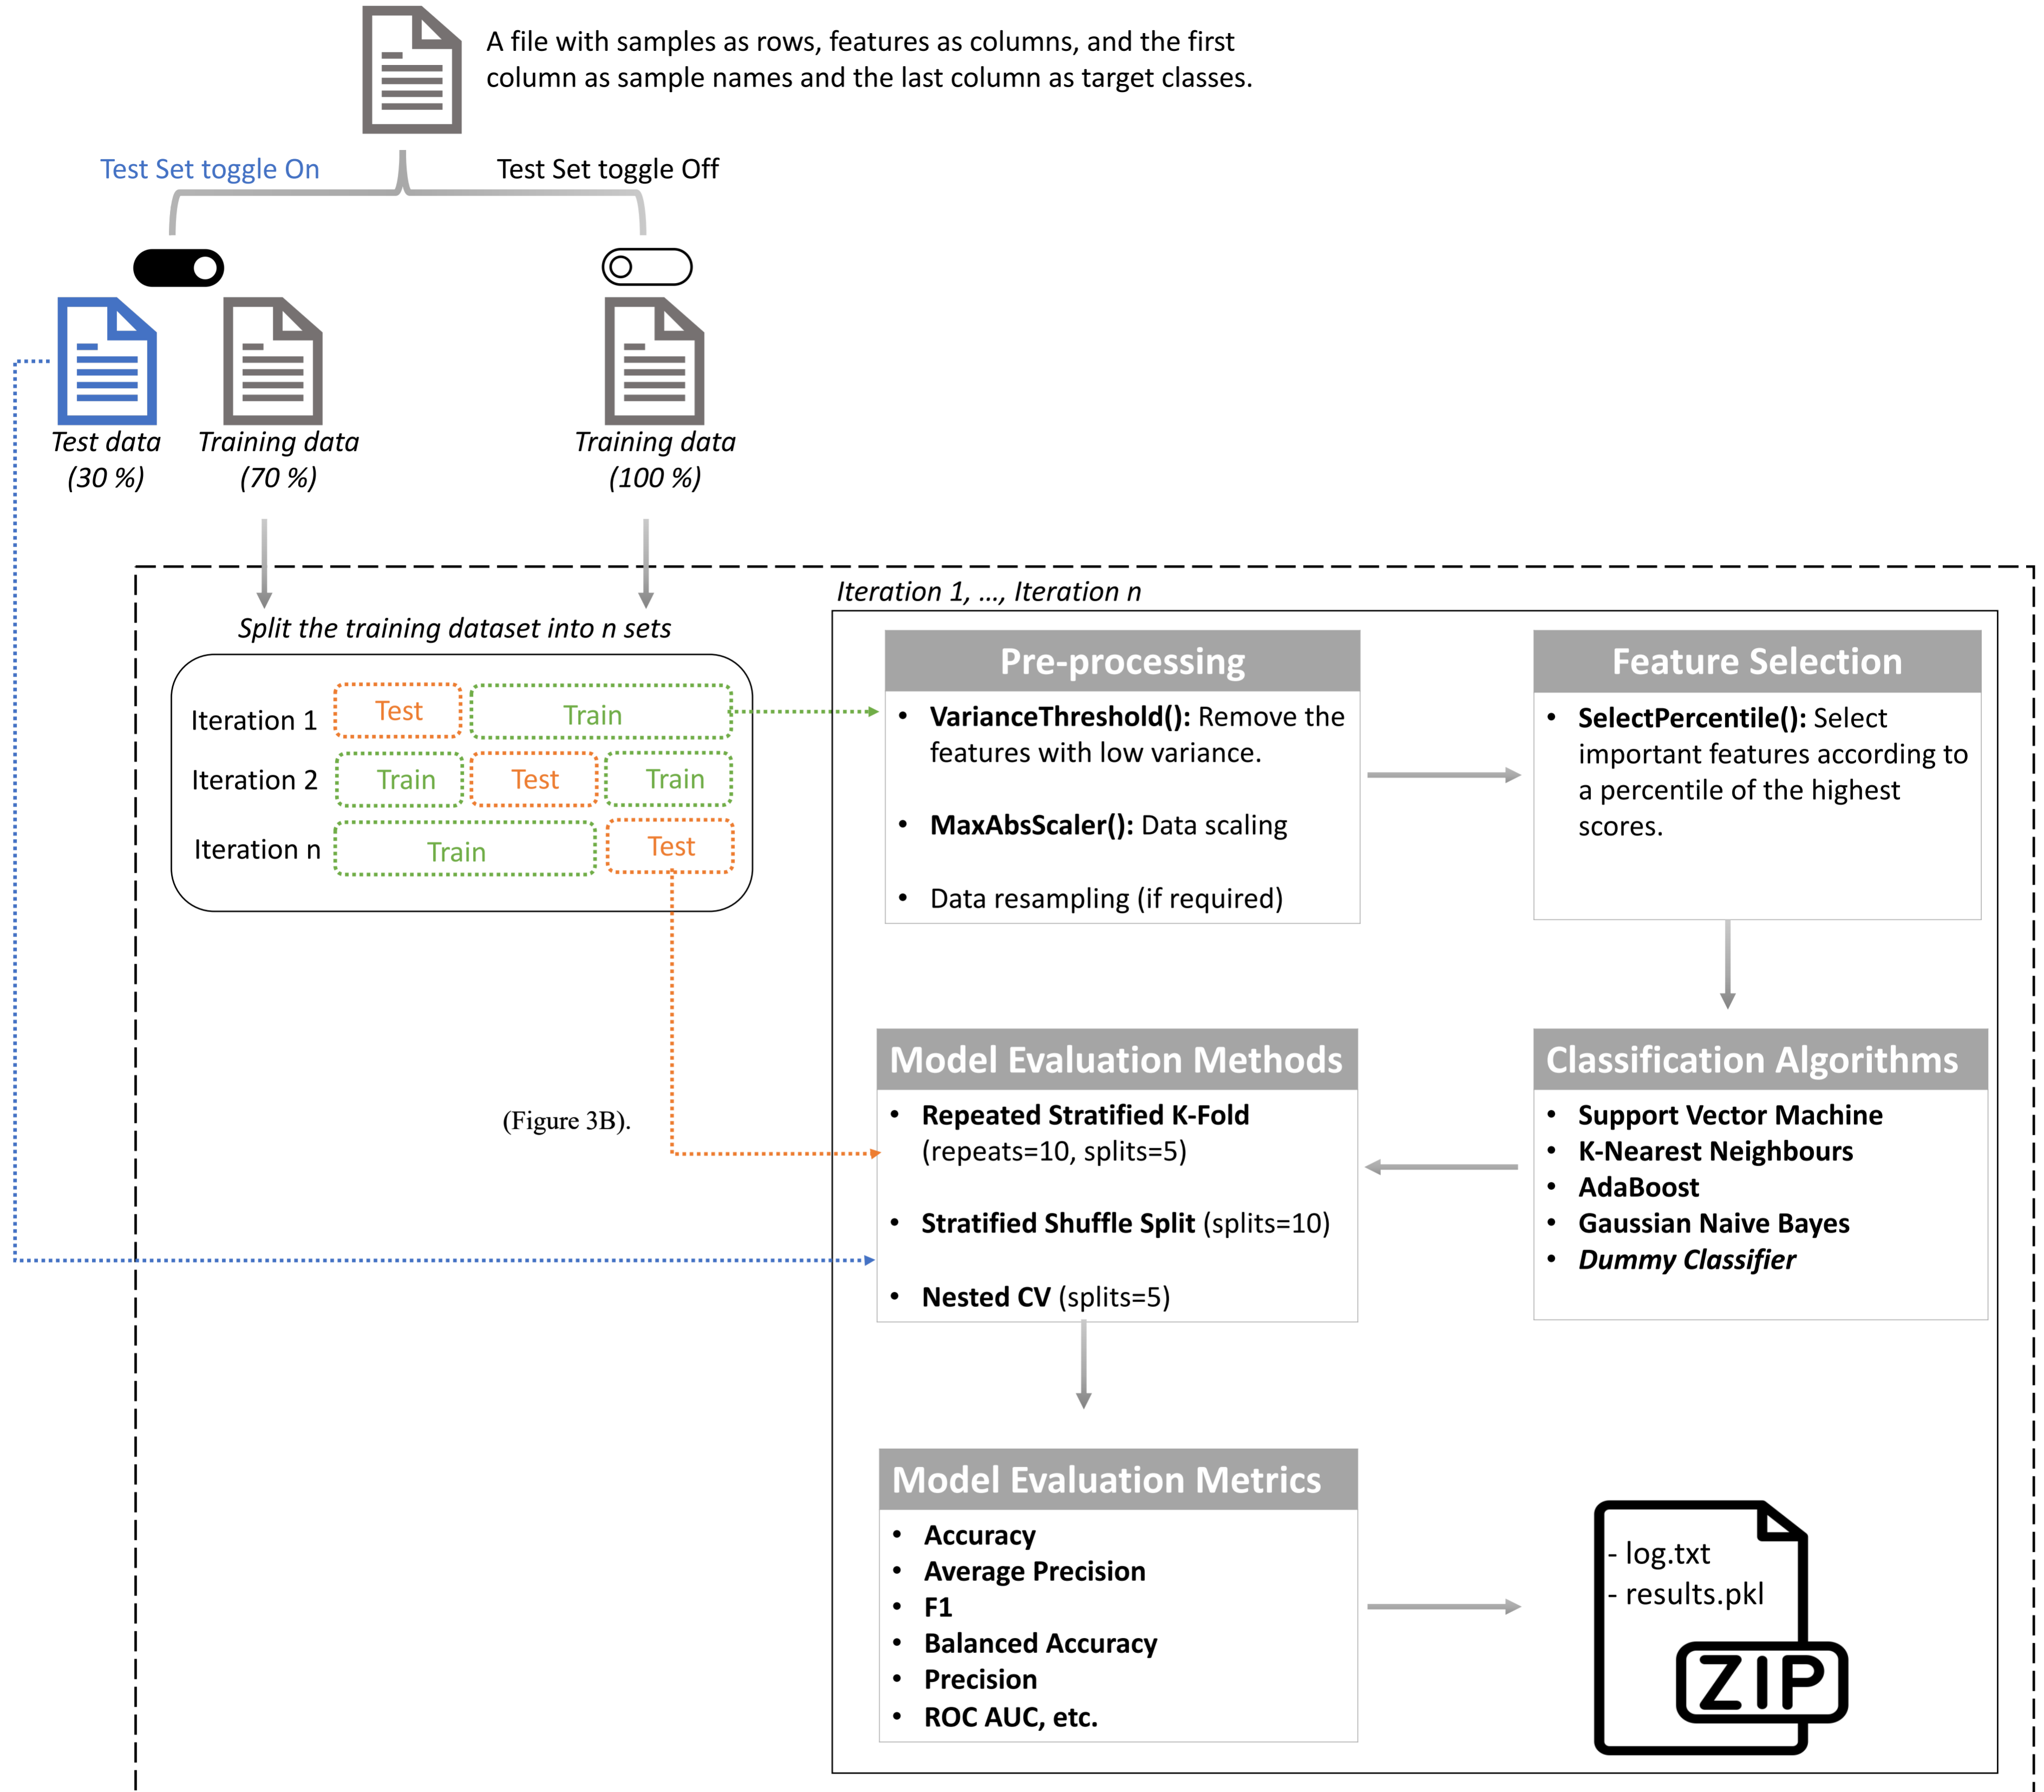 A file with samples as rows, features as columns, and the first
column as sample names and the last column as target classes.
Test Set toggle On
Test Set toggle Off
Test data
(30 %)
Training data
(70 %)
Training data
(100 %)
Split the training dataset into n sets
Iteration 1
Test
Train
Iteration 2
Train
Test
Train
Iteration n
Train
Test
(Figure 3B).
Iteration 1, ..., Iteration n
Pre-processing
• VarianceThreshold(): Remove the
features with low variance.
• MaxAbsScaler(): Data scaling
• Data resampling (if required)
Feature Selection
• SelectPercentile(): Select
important features according to
a percentile of the highest
scores.
Classification Algorithms
• Support Vector Machine
• K-Nearest Neighbours
• AdaBoost
• Gaussian Naive Bayes
• Dummy Classifier
Model Evaluation Methods
• Repeated Stratified K-Fold
(repeats=10, splits=5)
• Stratified Shuffle Split (splits=10)
• Nested CV (splits=5)
Model Evaluation Metrics
• Accuracy
• Average Precision
• F1
• Balanced Accuracy
• Precision
• ROC AUC, etc.
- log.txt
- results.pkl
ZIP